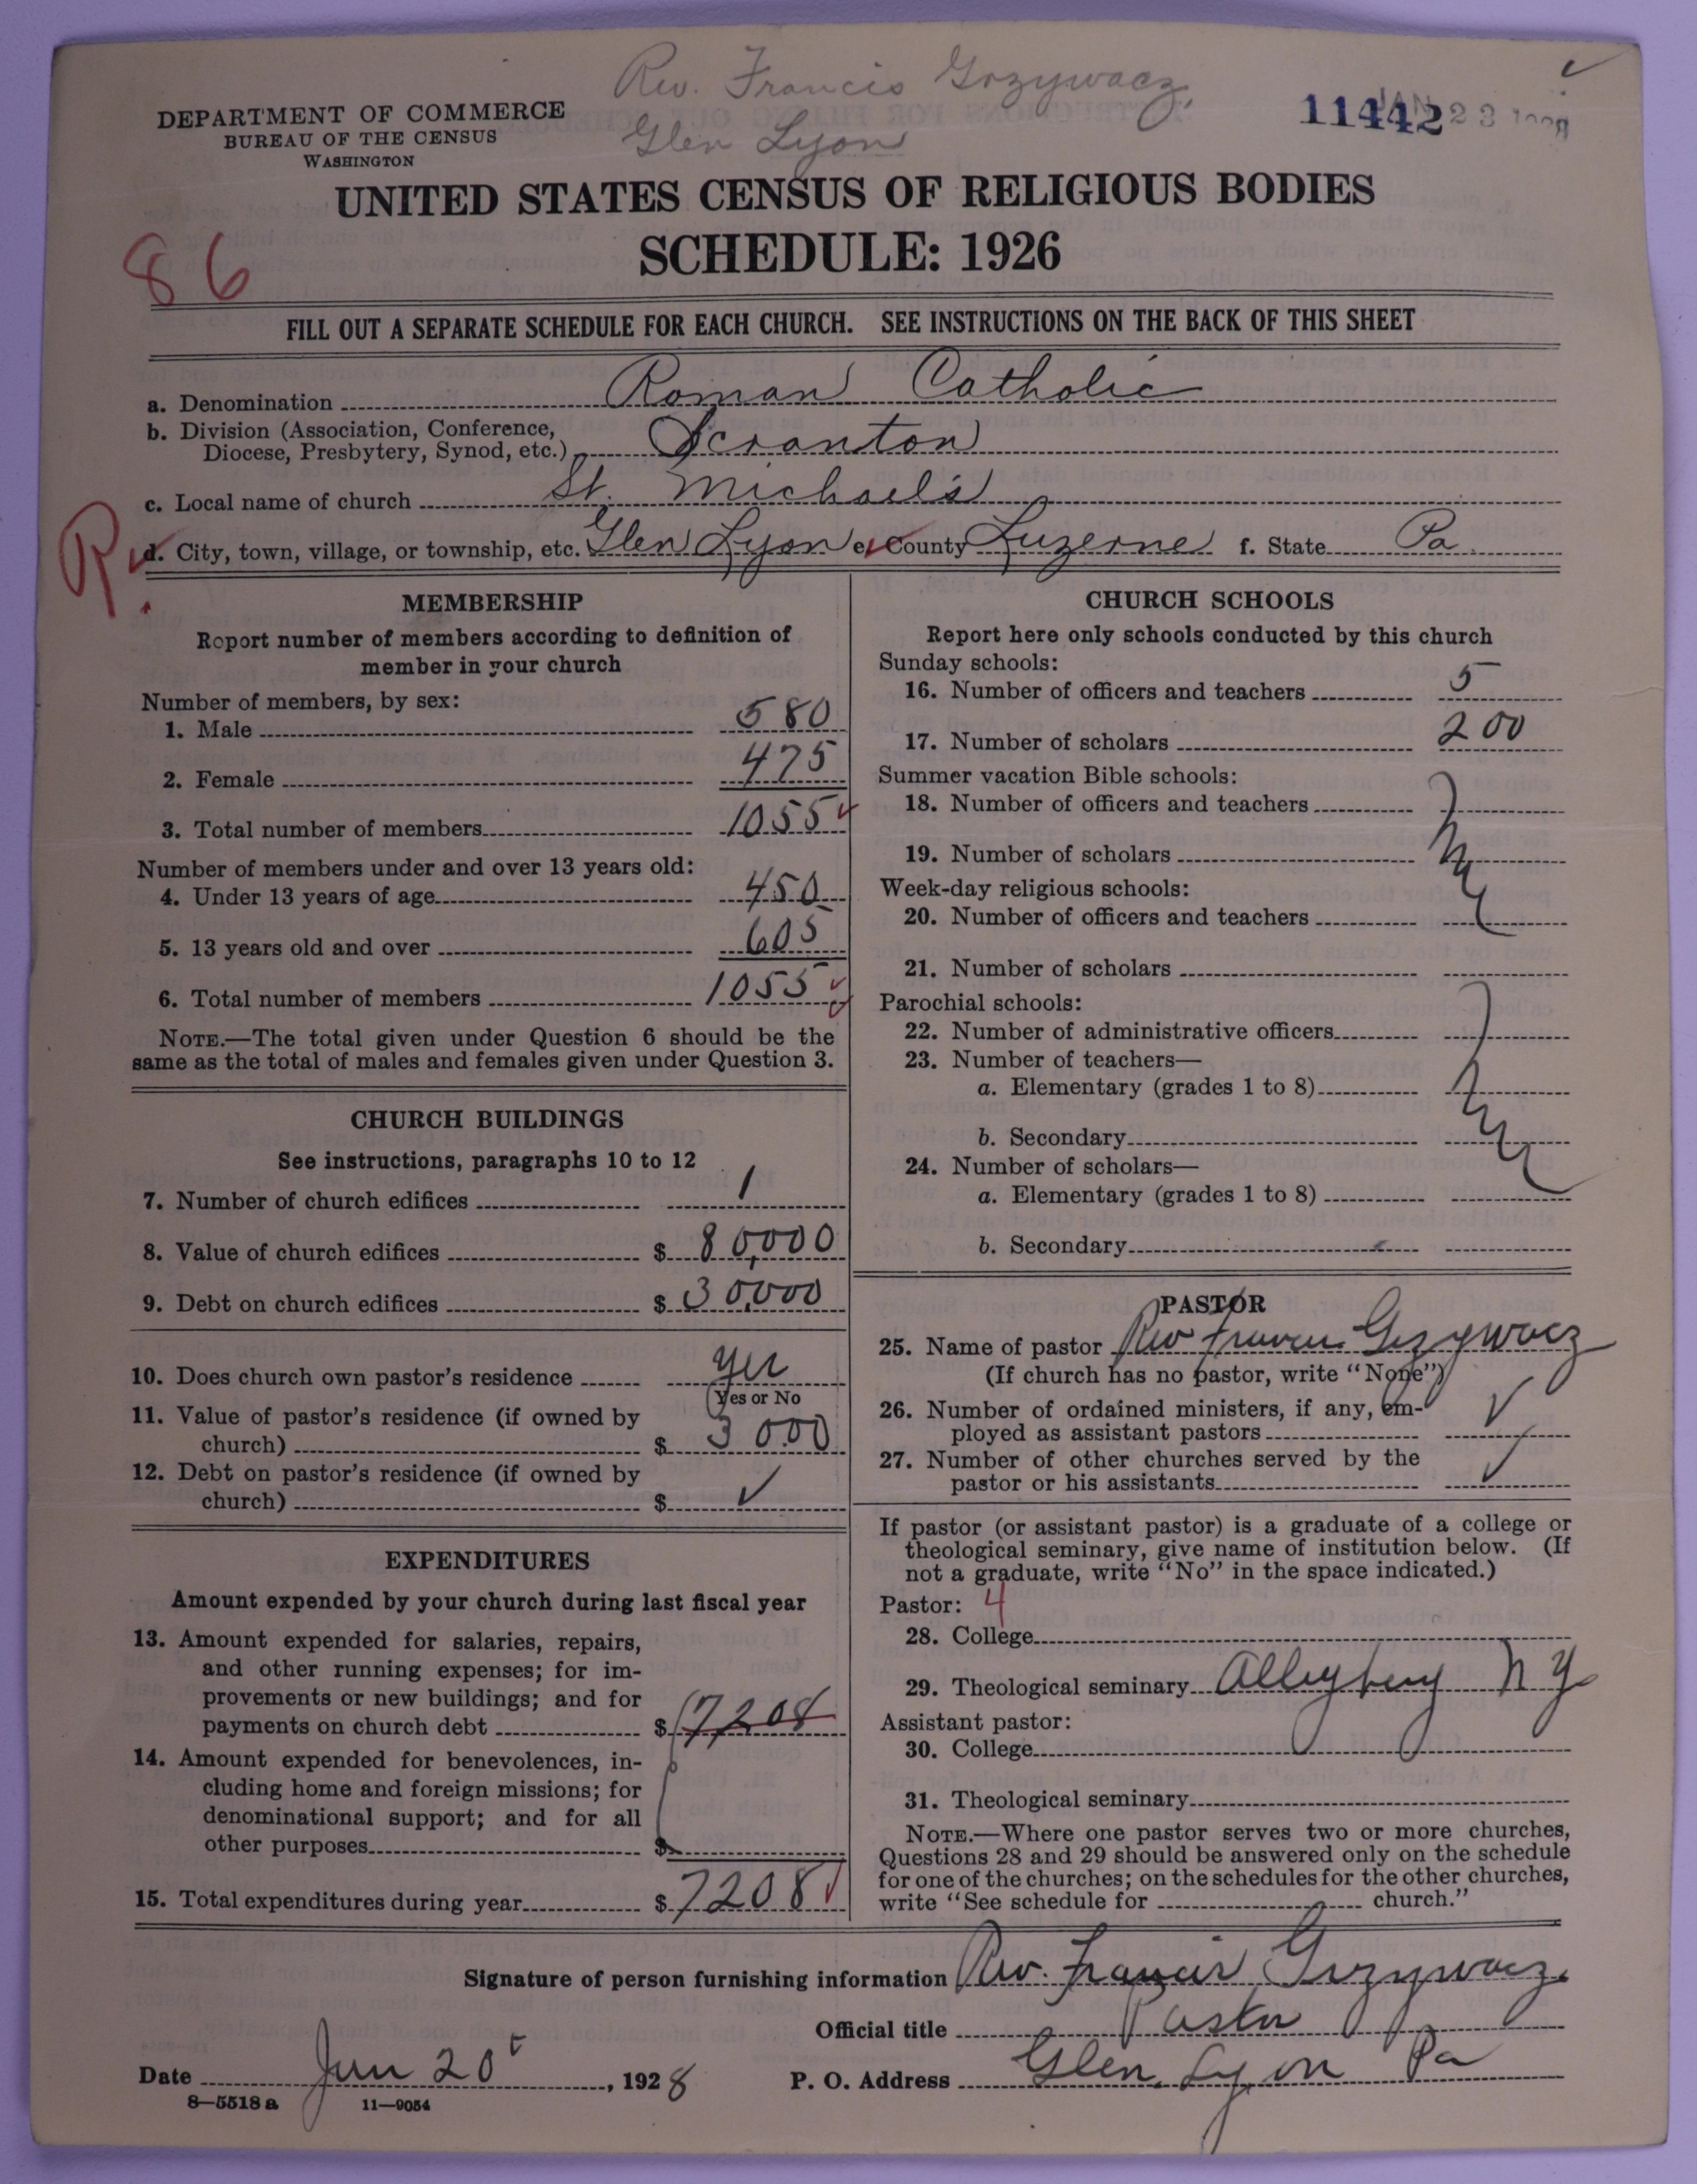 Rev. Francis Grzywacz,
Glen Lyon
DEPARTMENT OF COMMERCE
BUREAU OF THE CENSUS
WASHINGTON
11442 JAN 23 1928
UNITED STATES CENSUS OF RELIGIOUS BODIES
SCHEDULE: 1926
86
FILL OUT A SEPARATE SCHEDULE FOR EACH CHURCH. SEE INSTRUCTIONS ON THE BACK OF THIS SHEET
a. Denomination Roman Catholic
b. Division (Association, Conference,
Diocese, Presbytery, Synod, etc.) Scranton
c. Local name of church St. Michael's
R. d. City, town, village, or township, etc. Glen Lyon e. County Luzerne f. State Pa.
MEMBERSHIP
Report number of members according to definition of
member in your church
Number of members, by sex:
1. Male 580
2. Female 475
3. Total number of members 1055
Number of members under and over 13 years old:
4. Under 13 years of age 450
5. 13 years old and over 605
6. Total number of members 1055
NOTE.—The total given under Question 6 should be the
same as the total of males and females given under Question 3.
CHURCH BUILDINGS
See instructions, paragraphs 10 to 12
7. Number of church edifices 1
8. Value of church edifices $ 80,000
9. Debt on church edifices $ 30,000
10. Does church own pastor's residence yes
(Yes or No
11. Value of pastor's residence (if owned by
church) $ 3000
12. Debt on pastor's residence (if owned by
church) $ ✓
EXPENDITURES
Amount expended by your church during last fiscal year
13. Amount expended for salaries, repairs,
and other running expenses; for im-
provements or new buildings; and for
payments on church debt $ 7208
14. Amount expended for benevolences, in-
cluding home and foreign missions; for
denominational support; and for all
other purposes $
15. Total expenditures during year $ 7208
CHURCH SCHOOLS
Report here only schools conducted by this church
Sunday schools:
16. Number of officers and teachers 5
17. Number of scholars 200
Summer vacation Bible schools:
18. Number of officers and teachers
19. Number of scholars
Week-day religious schools:
20. Number of officers and teachers
21. Number of scholars
Parochial schools:
22. Number of administrative officers
23. Number of teachers—
a. Elementary (grades 1 to 8)
b. Secondary
24. Number of scholars—
a. Elementary (grades 1 to 8)
b. Secondary
PASTOR
25. Name of pastor Rev Francis Grzywacz
(If church has no pastor, write "None")
26. Number of ordained ministers, if any, em-
ployed as assistant pastors ✓
27. Number of other churches served by the
pastor or his assistants ✓
If pastor (or assistant pastor) is a graduate of a college or
theological seminary, give name of institution below. (If
not a graduate, write "No" in the space indicated.)
Pastor: 4
28. College
29. Theological seminary Allegheny N Y
Assistant pastor:
30. College
31. Theological seminary
NOTE.—Where one pastor serves two or more churches,
Questions 28 and 29 should be answered only on the schedule
for one of the churches; on the schedules for the other churches,
write "See schedule for church."
Signature of person furnishing information Rev. Francis Grzywacz.
Official title Pastor
Date Jan 20, 1928 P. O. Address Glen Lyon Pa
8—5518 a 11—9054